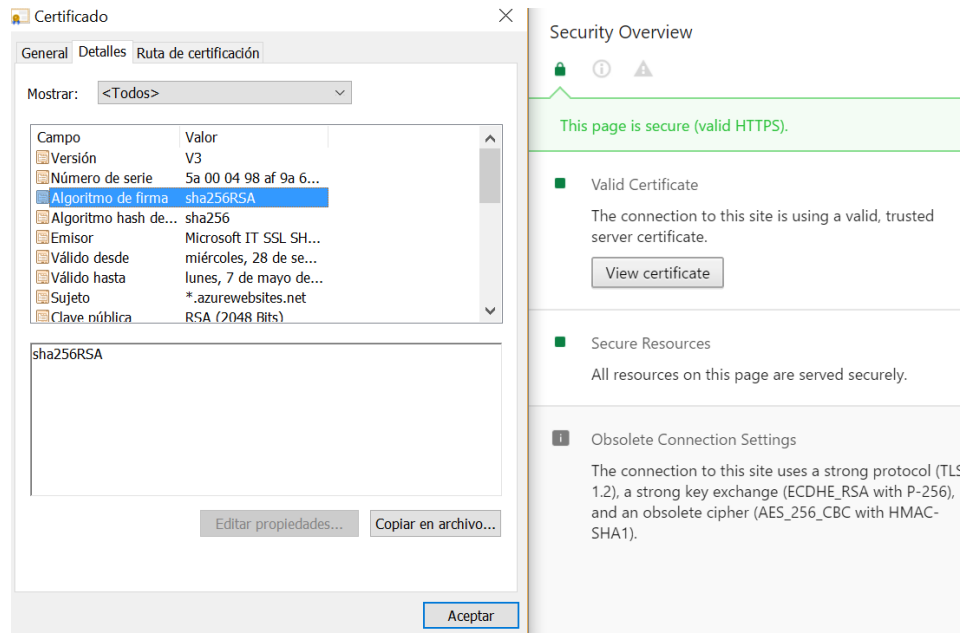 Certificado
General Detalles Ruta de certificación
Mostrar: <Todos>
Campo Valor
Versión V3
Número de serie 5a 00 04 98 af 9a 6...
Algoritmo de firma sha256RSA
Algoritmo hash de... sha256
Emisor Microsoft IT SSL SH...
Válido desde miércoles, 28 de se...
Válido hasta lunes, 7 de mayo de...
Sujeto *.azurewebsites.net
Clave pública RSA (2048 Bits)
sha256RSA
Editar propiedades... Copiar en archivo...
Aceptar
Security Overview
This page is secure (valid HTTPS).
Valid Certificate
The connection to this site is using a valid, trusted
server certificate.
View certificate
Secure Resources
All resources on this page are served securely.
Obsolete Connection Settings
The connection to this site uses a strong protocol (TLS
1.2), a strong key exchange (ECDHE_RSA with P-256),
and an obsolete cipher (AES_256_CBC with HMAC-
SHA1).